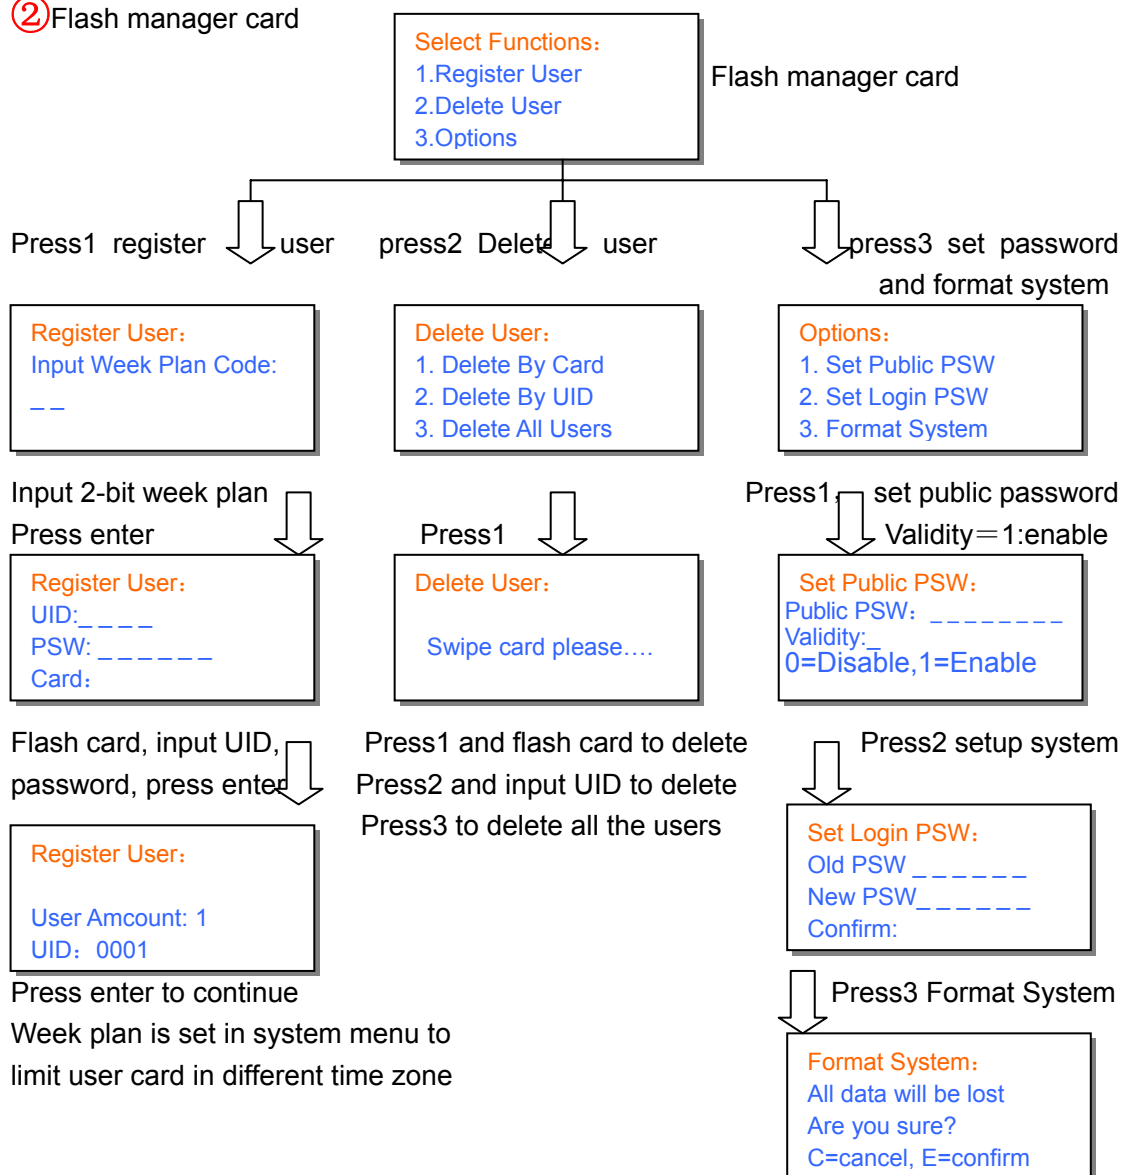 ②Flash manager card
Select Functions：
1.Register User
2.Delete User
3.Options
Flash manager card
Press1 register user
press2 Delete user
press3 set password
and format system
Register User：
Input Week Plan Code:
_ _
Delete User：
1. Delete By Card
2. Delete By UID
3. Delete All Users
Options：
1. Set Public PSW
2. Set Login PSW
3. Format System
Input 2-bit week plan
Press enter
Press1
Press1, set public password
Validity＝1:enable
Register User：
UID:_ _ _ _
PSW: _ _ _ _ _ _
Card：
Delete User：
Swipe card please….
Set Public PSW：
Public PSW： _ _ _ _ _ _ _ _
Validity:_
0=Disable,1=Enable
Flash card, input UID,
password, press enter
Press1 and flash card to delete
Press2 and input UID to delete
Press3 to delete all the users
Press2 setup system
Register User：
User Amcount: 1
UID：0001
Set Login PSW：
Old PSW _ _ _ _ _ _
New PSW_ _ _ _ _ _
Confirm:
Press enter to continue
Week plan is set in system menu to
limit user card in different time zone
Press3 Format System
Format System：
All data will be lost
Are you sure?
C=cancel, E=confirm